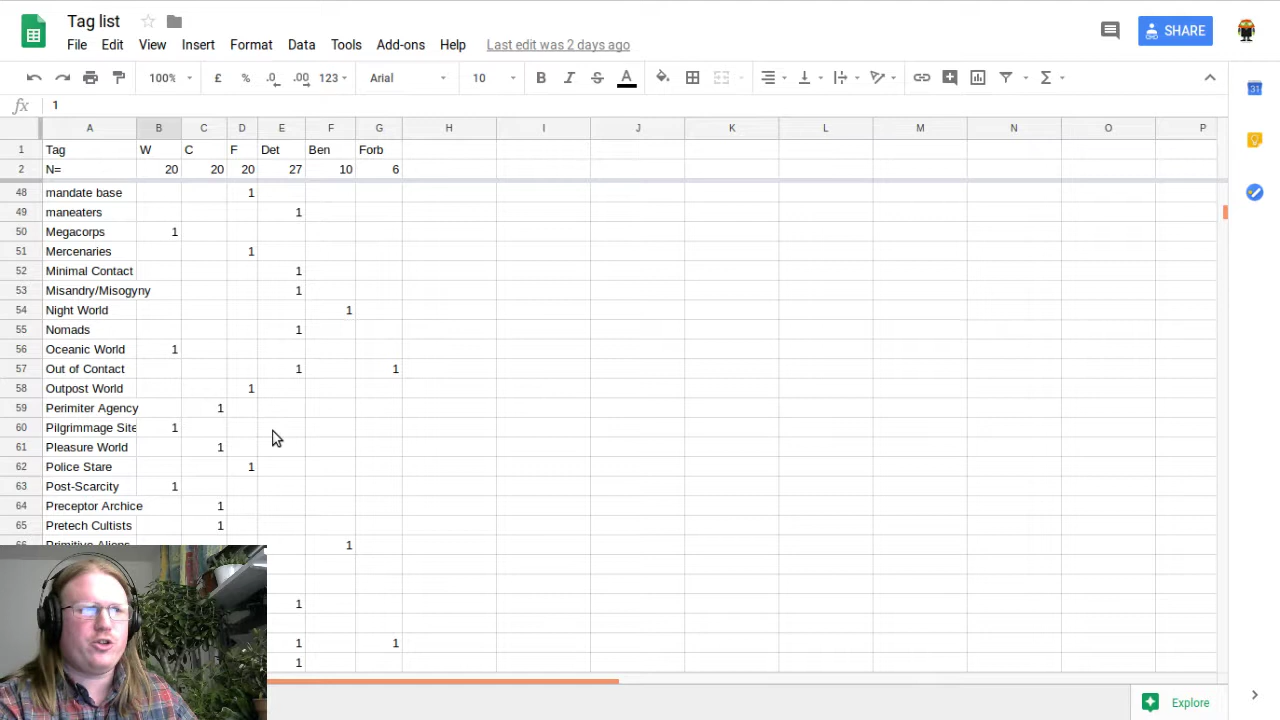 Tag list
File Edit View Insert Format Data Tools Add-ons Help Last edit was 2 days ago
SHARE
100% £ % .0 .00 123 Arial 10 B I S A
fx 1
A B C D E F G H I J K L M N O P
1 Tag W C F Det Ben Forb
2 N= 20 20 20 27 10 6
48 mandate base 1
49 maneaters 1
50 Megacorps 1
51 Mercenaries 1
52 Minimal Contact 1
53 Misandry/Misogyny 1
54 Night World 1
55 Nomads 1
56 Oceanic World 1
57 Out of Contact 1 1
58 Outpost World 1
59 Perimiter Agency 1
60 Pilgrimmage Site 1
61 Pleasure World 1
62 Police Stare 1
63 Post-Scarcity 1
64 Preceptor Archice 1
65 Pretech Cultists 1
66 Primitive Aliens 1
1
1 1
1
31
Explore